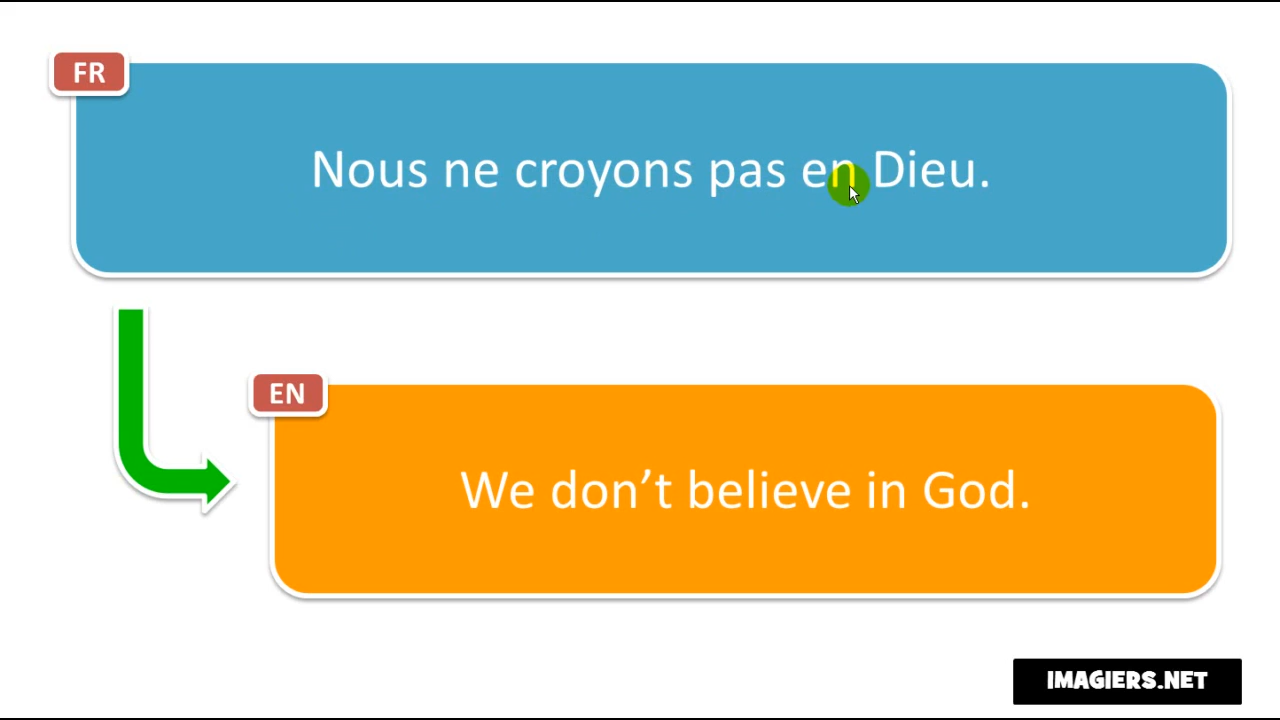 FR
Nous ne croyons pas en Dieu.
EN
We don’t believe in God.
IMAGIERS.NET